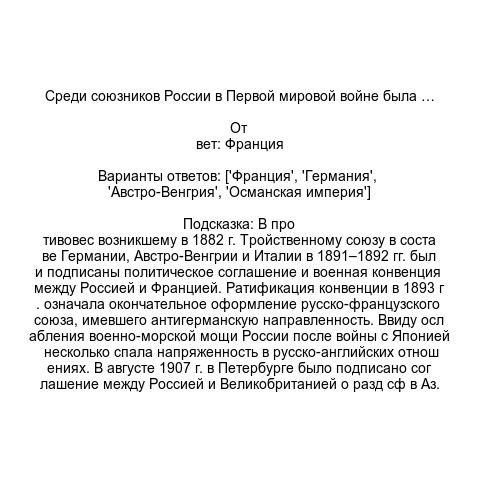 Среди союзников России в Первой мировой войне была …
От
вет: Франция
Варианты ответов: ['Франция', 'Германия',
'Австро-Венгрия', 'Османская империя']
Подсказка: В про
тивовес возникшему в 1882 г. Тройственному союзу в соста
ве Германии, Австро-Венгрии и Италии в 1891–1892 гг. был
и подписаны политическое соглашение и военная конвенция
между Россией и Францией. Ратификация конвенции в 1893 г
. означала окончательное оформление русско-французского
союза, имевшего антигерманскую направленность. Ввиду осл
абления военно-морской мощи России после войны с Японией
несколько спала напряженность в русско-английских отнош
ениях. В августе 1907 г. в Петербурге было подписано сог
лашение между Россией и Великобританией о разд сф в Аз.